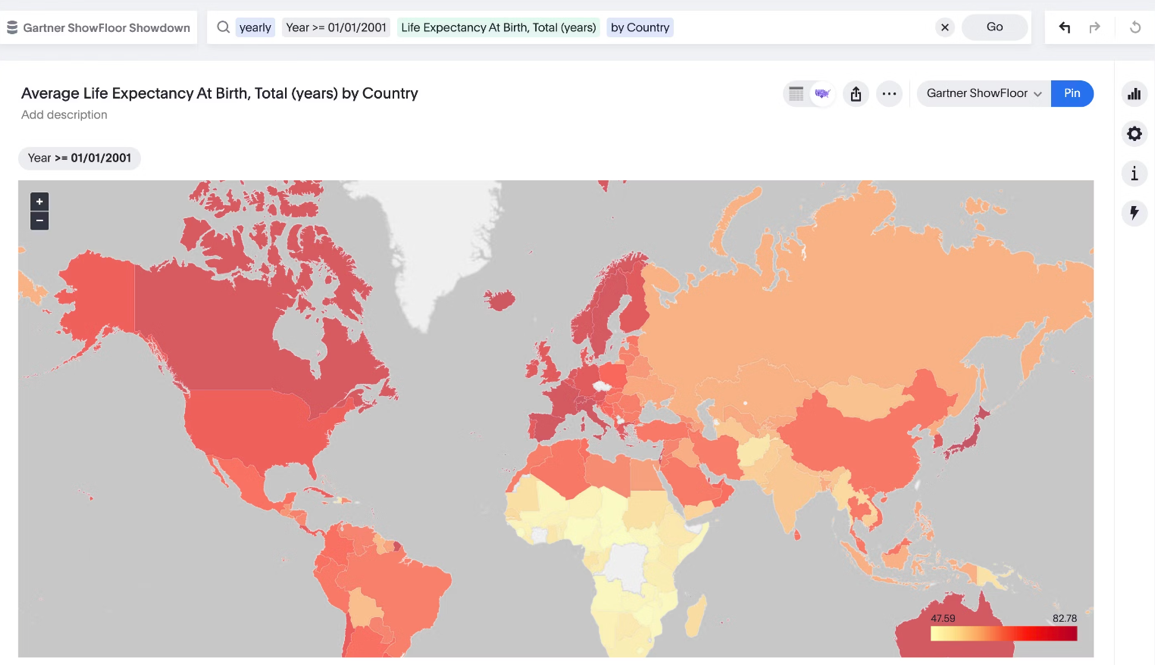 Gartner ShowFloor Showdown
yearly Year >= 01/01/2001 Life Expectancy At Birth, Total (years) by Country
Go
Average Life Expectancy At Birth, Total (years) by Country
Add description
Gartner ShowFloor
Pin
Year >= 01/01/2001
+
−
47.59 82.78